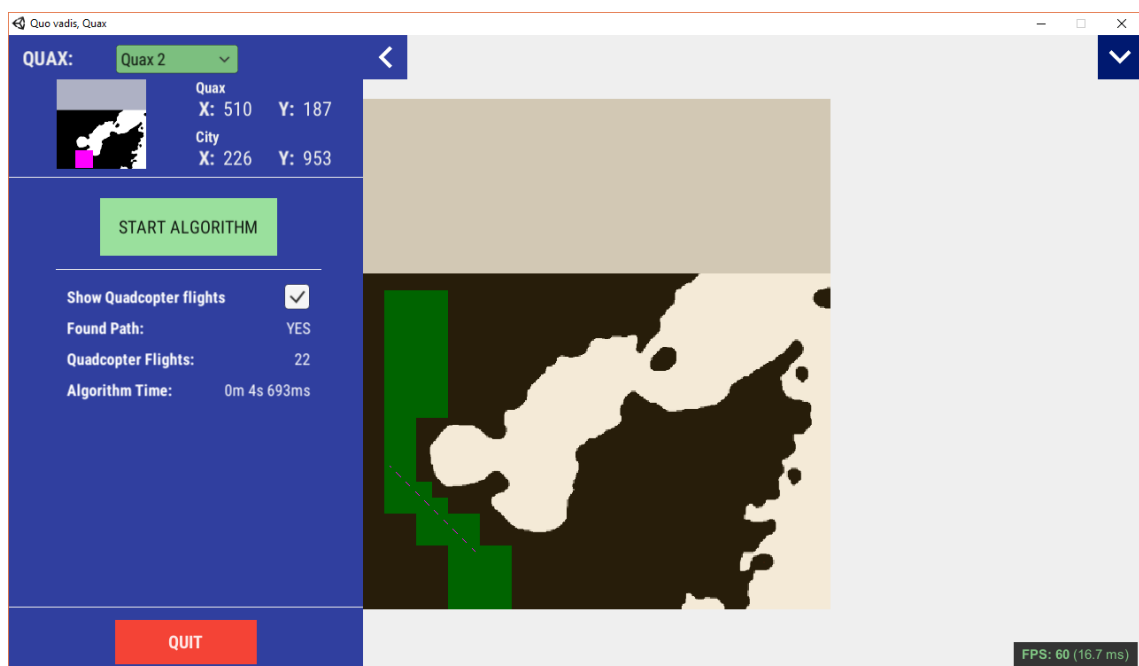 Quo vadis, Quax
QUAX: Quax 2
Quax
X: 510 Y: 187
City
X: 226 Y: 953
START ALGORITHM
Show Quadcopter flights
Found Path: YES
Quadcopter Flights: 22
Algorithm Time: 0m 4s 693ms
QUIT
FPS: 60 (16.7 ms)